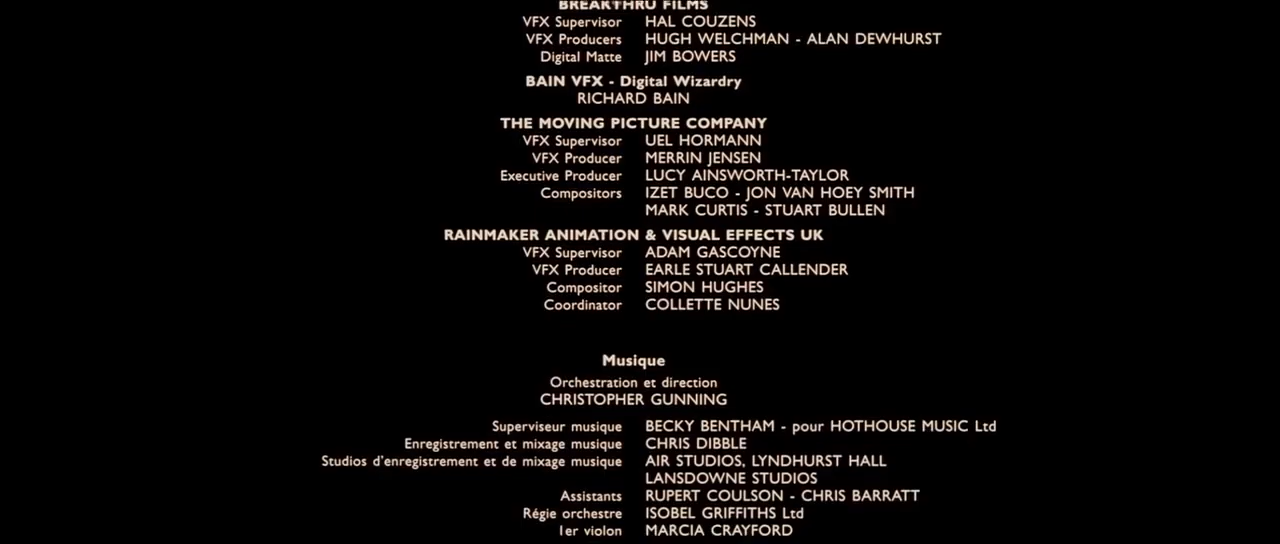 BREAKTHRU FILMS
VFX Supervisor HAL COUZENS
VFX Producers HUGH WELCHMAN - ALAN DEWHURST
Digital Matte JIM BOWERS
BAIN VFX - Digital Wizardry
RICHARD BAIN
THE MOVING PICTURE COMPANY
VFX Supervisor UEL HORMANN
VFX Producer MERRIN JENSEN
Executive Producer LUCY AINSWORTH-TAYLOR
Compositors IZET BUCO - JON VAN HOEY SMITH
MARK CURTIS - STUART BULLEN
RAINMAKER ANIMATION & VISUAL EFFECTS UK
VFX Supervisor ADAM GASCOYNE
VFX Producer EARLE STUART CALLENDER
Compositor SIMON HUGHES
Coordinator COLLETTE NUNES
Musique
Orchestration et direction
CHRISTOPHER GUNNING
Superviseur musique BECKY BENTHAM - pour HOTHOUSE MUSIC Ltd
Enregistrement et mixage musique CHRIS DIBBLE
Studios d'enregistrement et de mixage musique AIR STUDIOS, LYNDHURST HALL
LANSDOWNE STUDIOS
Assistants RUPERT COULSON - CHRIS BARRATT
Régie orchestre ISOBEL GRIFFITHS Ltd
1er violon MARCIA CRAYFORD